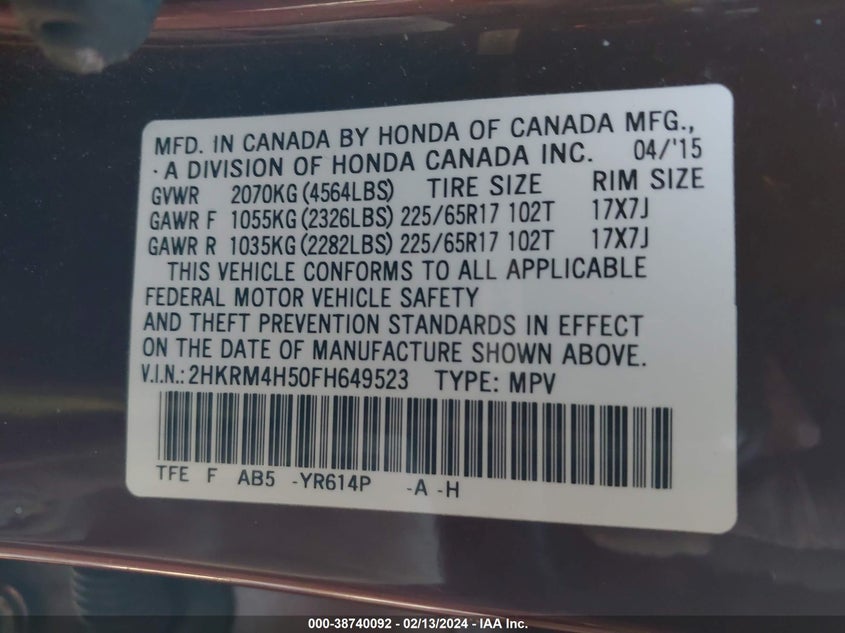 MFD. IN CANADA BY HONDA OF CANADA MFG.,
· A DIVISION OF HONDA CANADA INC. 04/'15
GVWR 2070KG (4564LBS) TIRE SIZE RIM SIZE
GAWR F 1055KG (2326LBS) 225/65R17 102T 17X7J
GAWR R 1035KG (2282LBS) 225/65R17 102T 17X7J
THIS VEHICLE CONFORMS TO ALL APPLICABLE
FEDERAL MOTOR VEHICLE SAFETY
AND THEFT PREVENTION STANDARDS IN EFFECT
ON THE DATE OF MANUFACTURE SHOWN ABOVE.
V.I.N.: 2HKRM4H50FH649523 TYPE: MPV
TFE F AB5 -YR614P -A -H
000-38740092 - 02/13/2024 - IAA Inc.